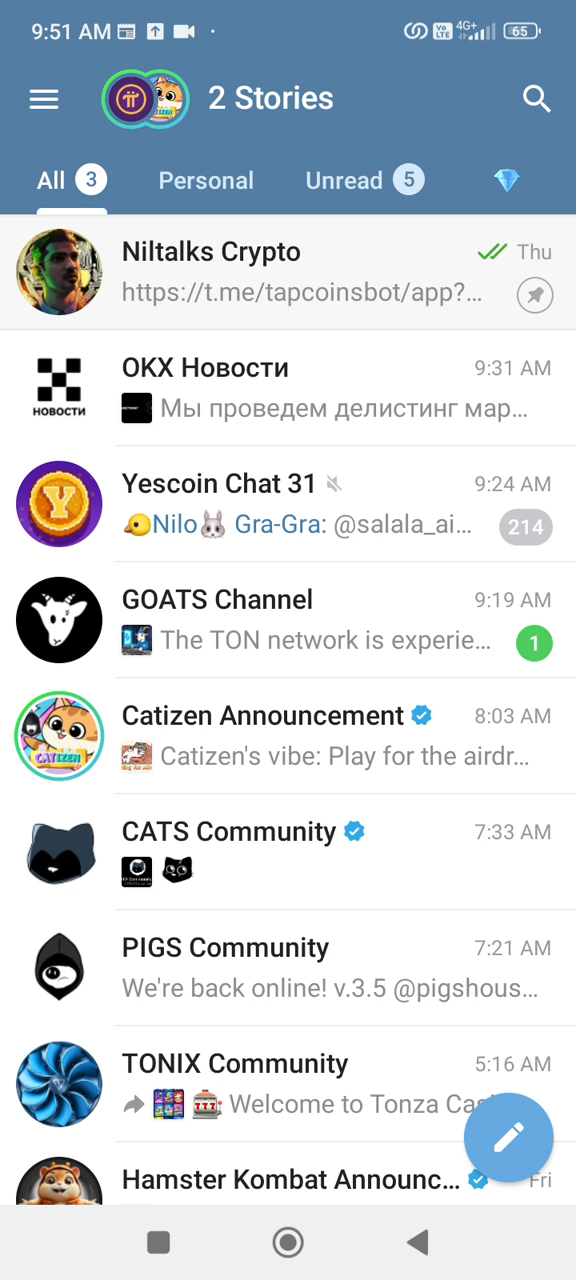 9:51 AM
Vo LTE 4G+ 65
2 Stories
All 3 Personal Unread 5
Niltalks Crypto Thu
https://t.me/tapcoinsbot/app?...
НОВОСТИ
OKX Новости 9:31 AM
Мы проведем делистинг мар...
Yescoin Chat 31 9:24 AM
Y
Nilo Gra-Gra: @salala_ai... 214
GOATS Channel 9:19 AM
The TON network is experie... 1
Catizen Announcement 8:03 AM
CATIZEN
Catizen's vibe: Play for the airdr...
CATS Community 7:33 AM
PIGS Community 7:21 AM
We're back online! v.3.5 @pigshous...
TONIX Community 5:16 AM
Welcome to Tonza Cas
Hamster Kombat Announc... Fri